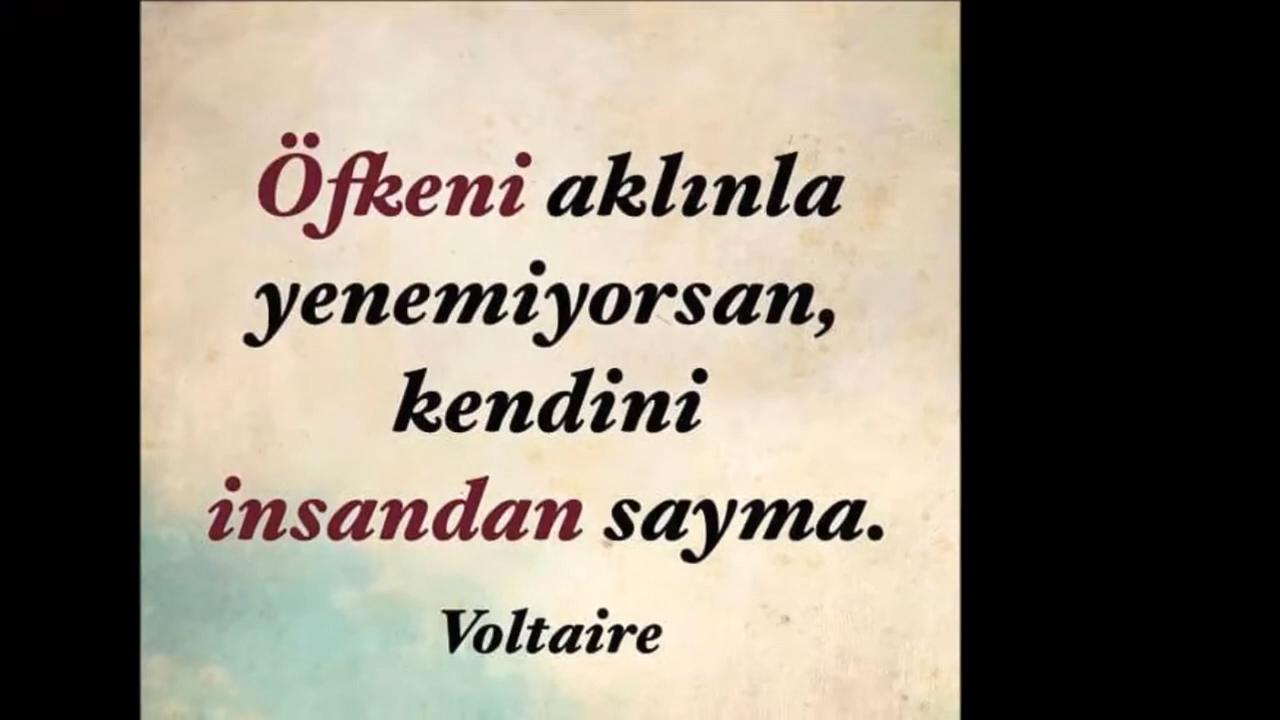 Öfkeni aklınla
yenemiyorsan,
kendini
insandan sayma.
Voltaire